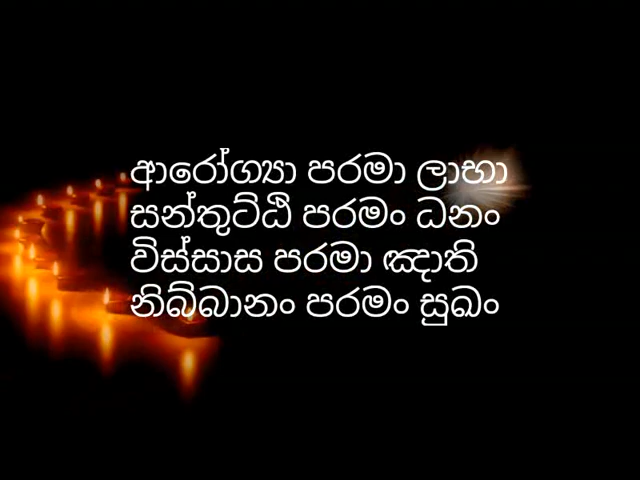 ආරෝග්‍යා පරමා ලාභා
සන්තුට්ඨි පරමං ධනං
විස්සාස පරමා ඤාති
නිබ්බානං පරමං සුඛං